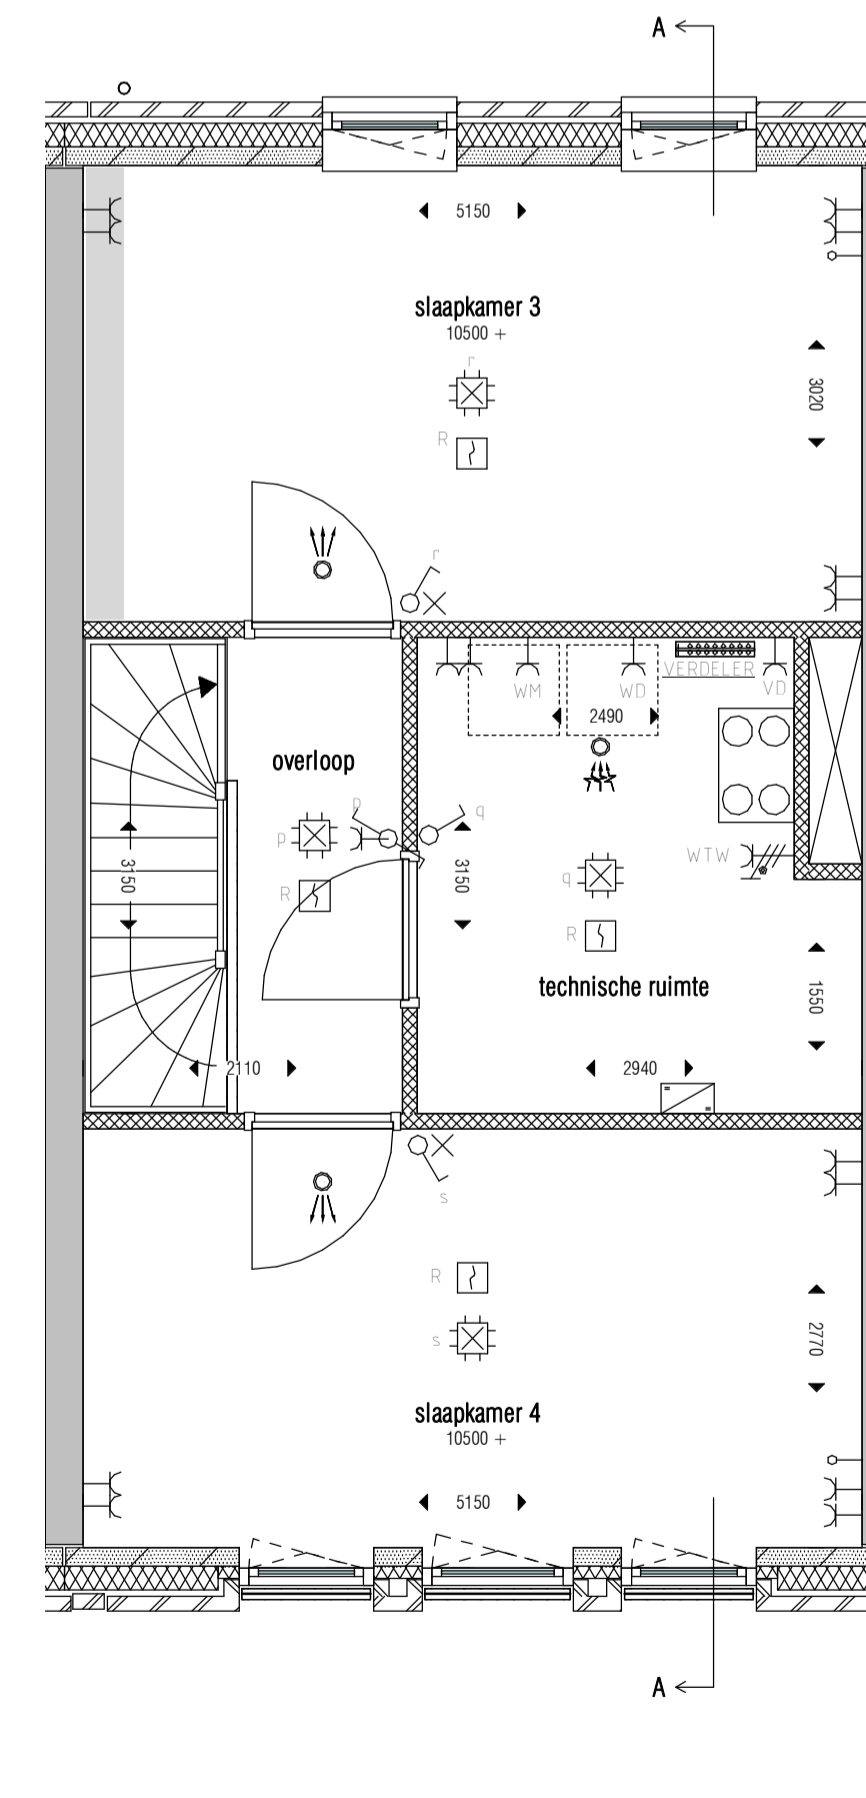 A
5150
slaapkamer 3
10500 +
r
3020
R
r
VERDELER
WM
WD
VD
2490
overloop
p
q
p
WTW
3150
3150
q
R
R
technische ruimte
1550
2110
2940
s
R
2770
s
slaapkamer 4
10500 +
5150
A